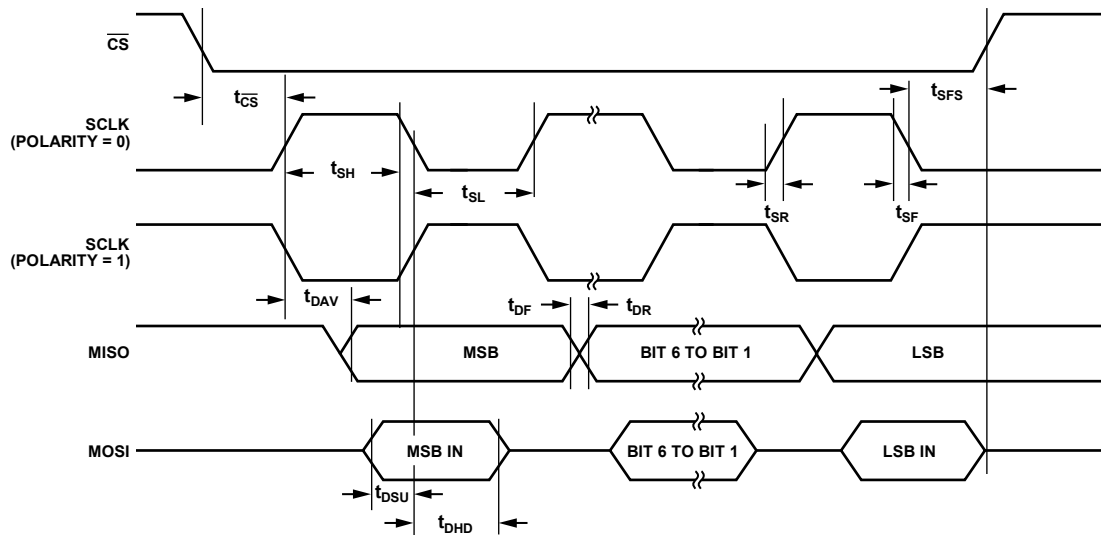 CS
tCS
tSFS
SCLK
(POLARITY = 0)
tSH
tSL
tSR
tSF
SCLK
(POLARITY = 1)
tDAV
tDF
tDR
MISO
MSB
BIT 6 TO BIT 1
LSB
MOSI
MSB IN
BIT 6 TO BIT 1
LSB IN
tDSU
tDHD